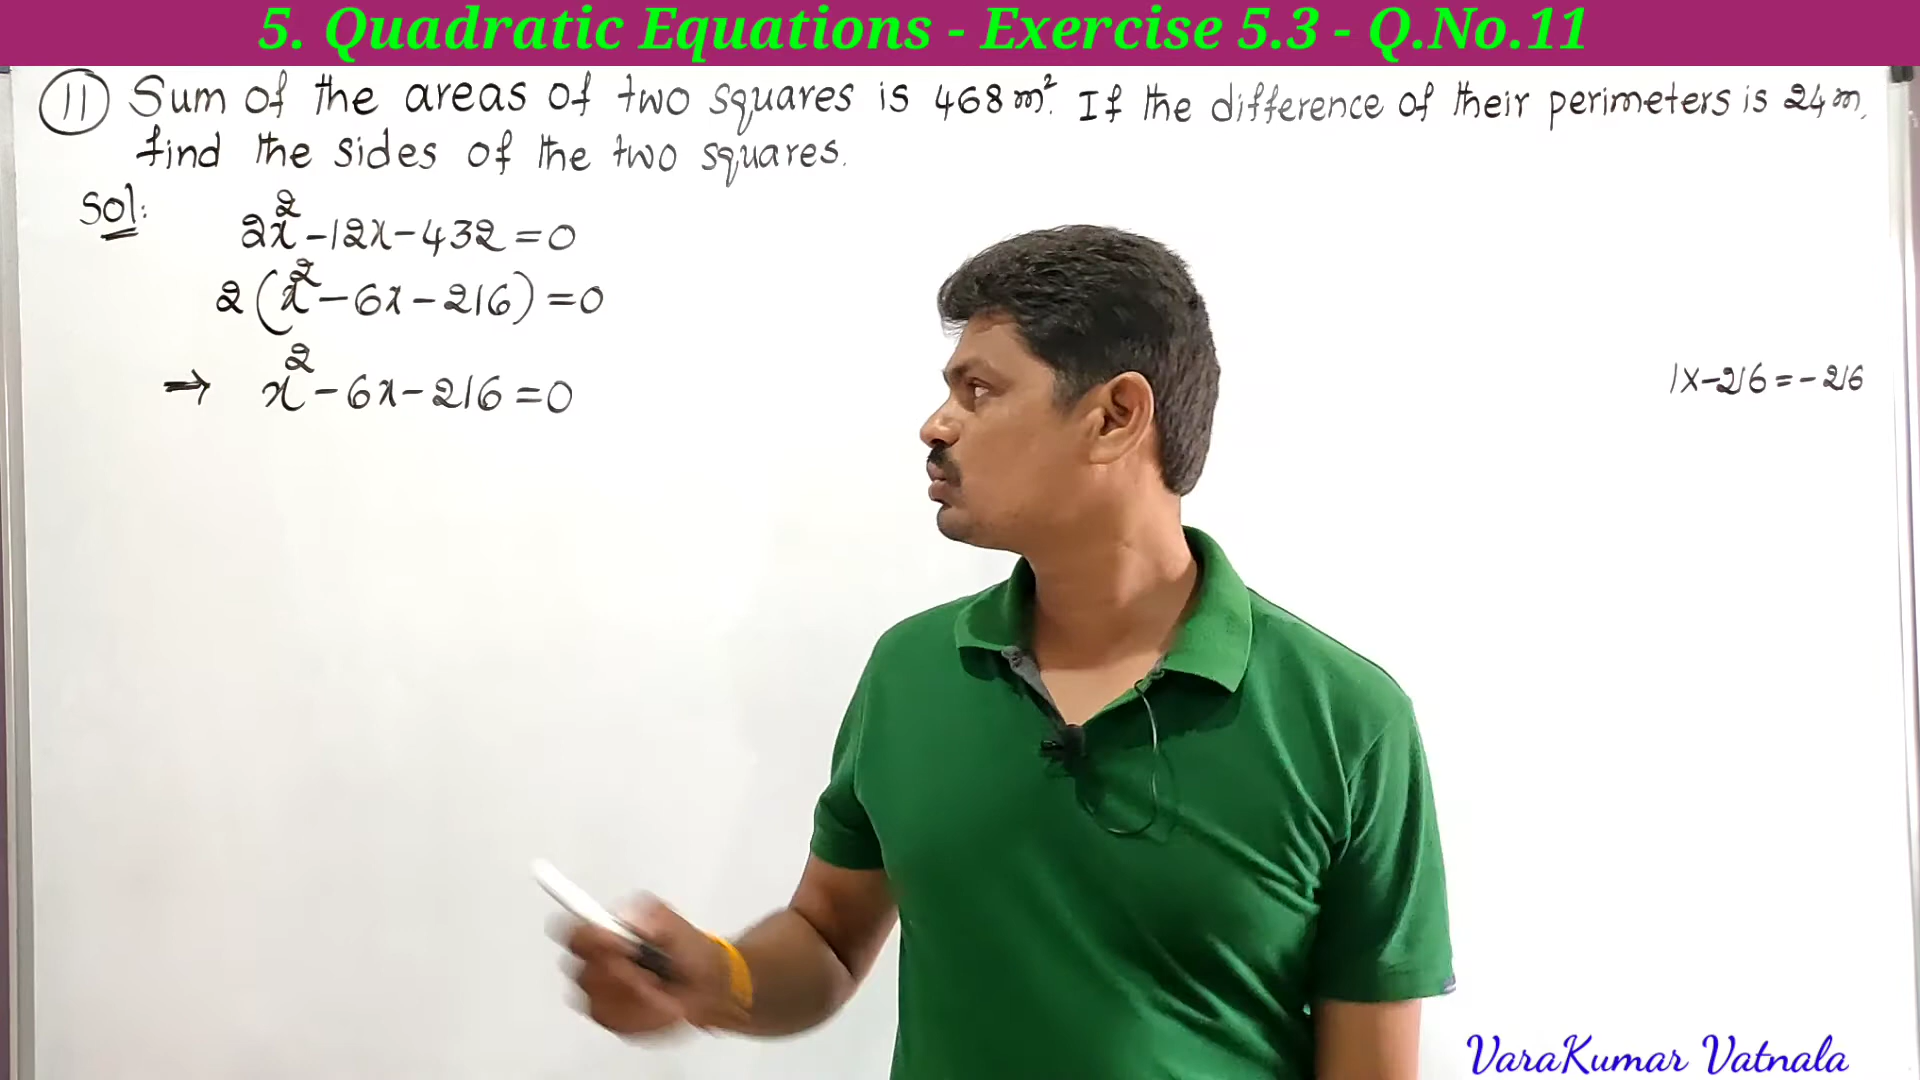 5. Quadratic Equations - Exercise 5.3 - Q.No.11
11 Sum of the areas of two squares is 468 m². If the difference of their perimeters is 24 m,
find the sides of the two squares.
Sol:
2x² - 12x - 432 = 0
2(x² - 6x - 216) = 0
⇒ x² - 6x - 216 = 0
1x-216 = -216
VaraKumar Vatnala